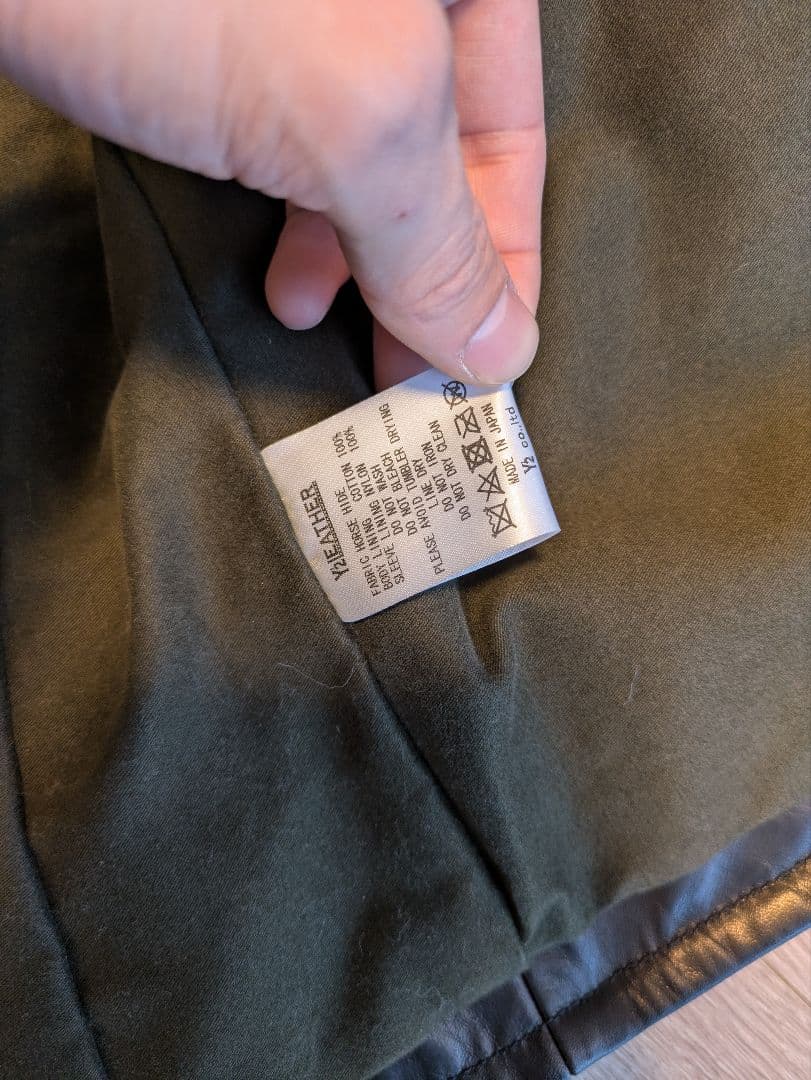 Y'2LEATHER
FABRIC HORSE HIDE
BODY LINING COTTON 100%
SLEEVE LINING NYLON 100%
DO NOT WASH
DO NOT BLEACH
PLEASE AVOID TUMBLER DRYING
LINE DRY
DO NOT IRON
DO NOT DRY CLEAN
MADE IN JAPAN
Y'2 co.,ltd